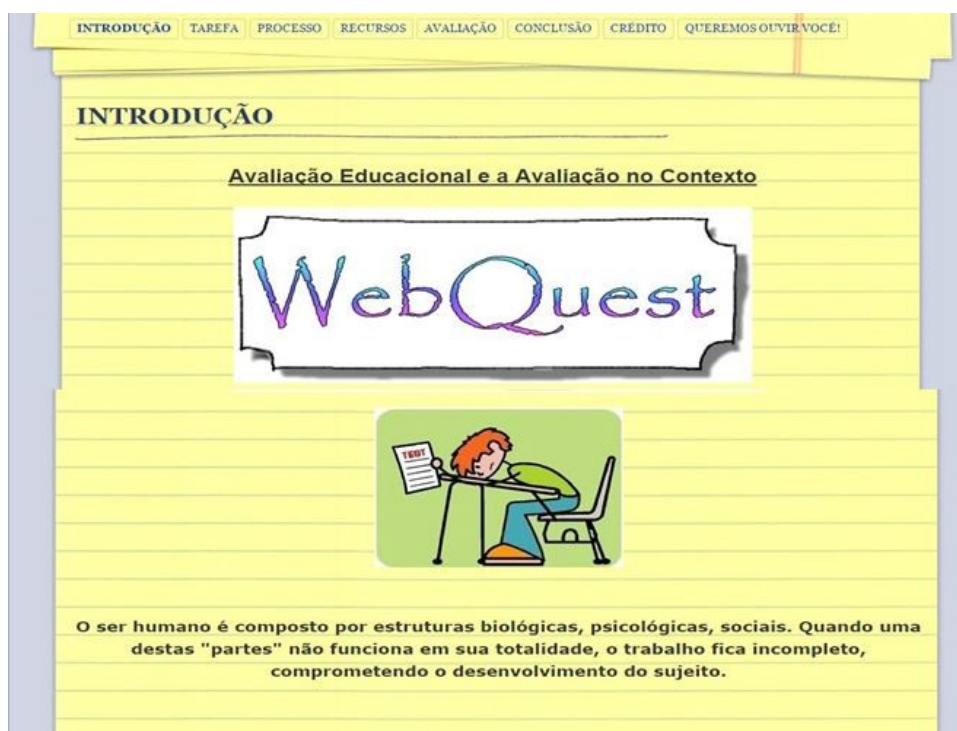 INTRODUÇÃO TAREFA PROCESSO RECURSOS AVALIAÇÃO CONCLUSÃO CRÉDITO QUEREMOS OUVIR VOCÊ!
INTRODUÇÃO
Avaliação Educacional e a Avaliação no Contexto
WebQuest
TEST
O ser humano é composto por estruturas biológicas, psicológicas, sociais. Quando uma
destas "partes" não funciona em sua totalidade, o trabalho fica incompleto,
comprometendo o desenvolvimento do sujeito.